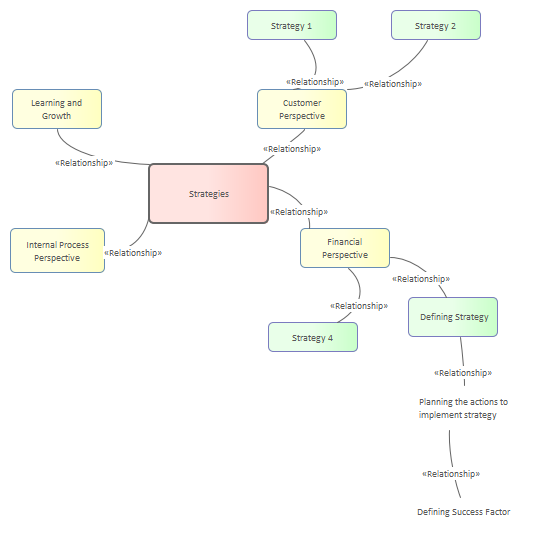 Strategy 1
Strategy 2
«Relationship»
«Relationship»
Learning and
Growth
Customer
Perspective
«Relationship»
«Relationship»
Strategies
«Relationship»
Internal Process
Perspective
«Relationship»
Financial
Perspective
«Relationship»
«Relationship»
Defining Strategy
Strategy 4
«Relationship»
Planning the actions to
implement strategy
«Relationship»
Defining Success Factor